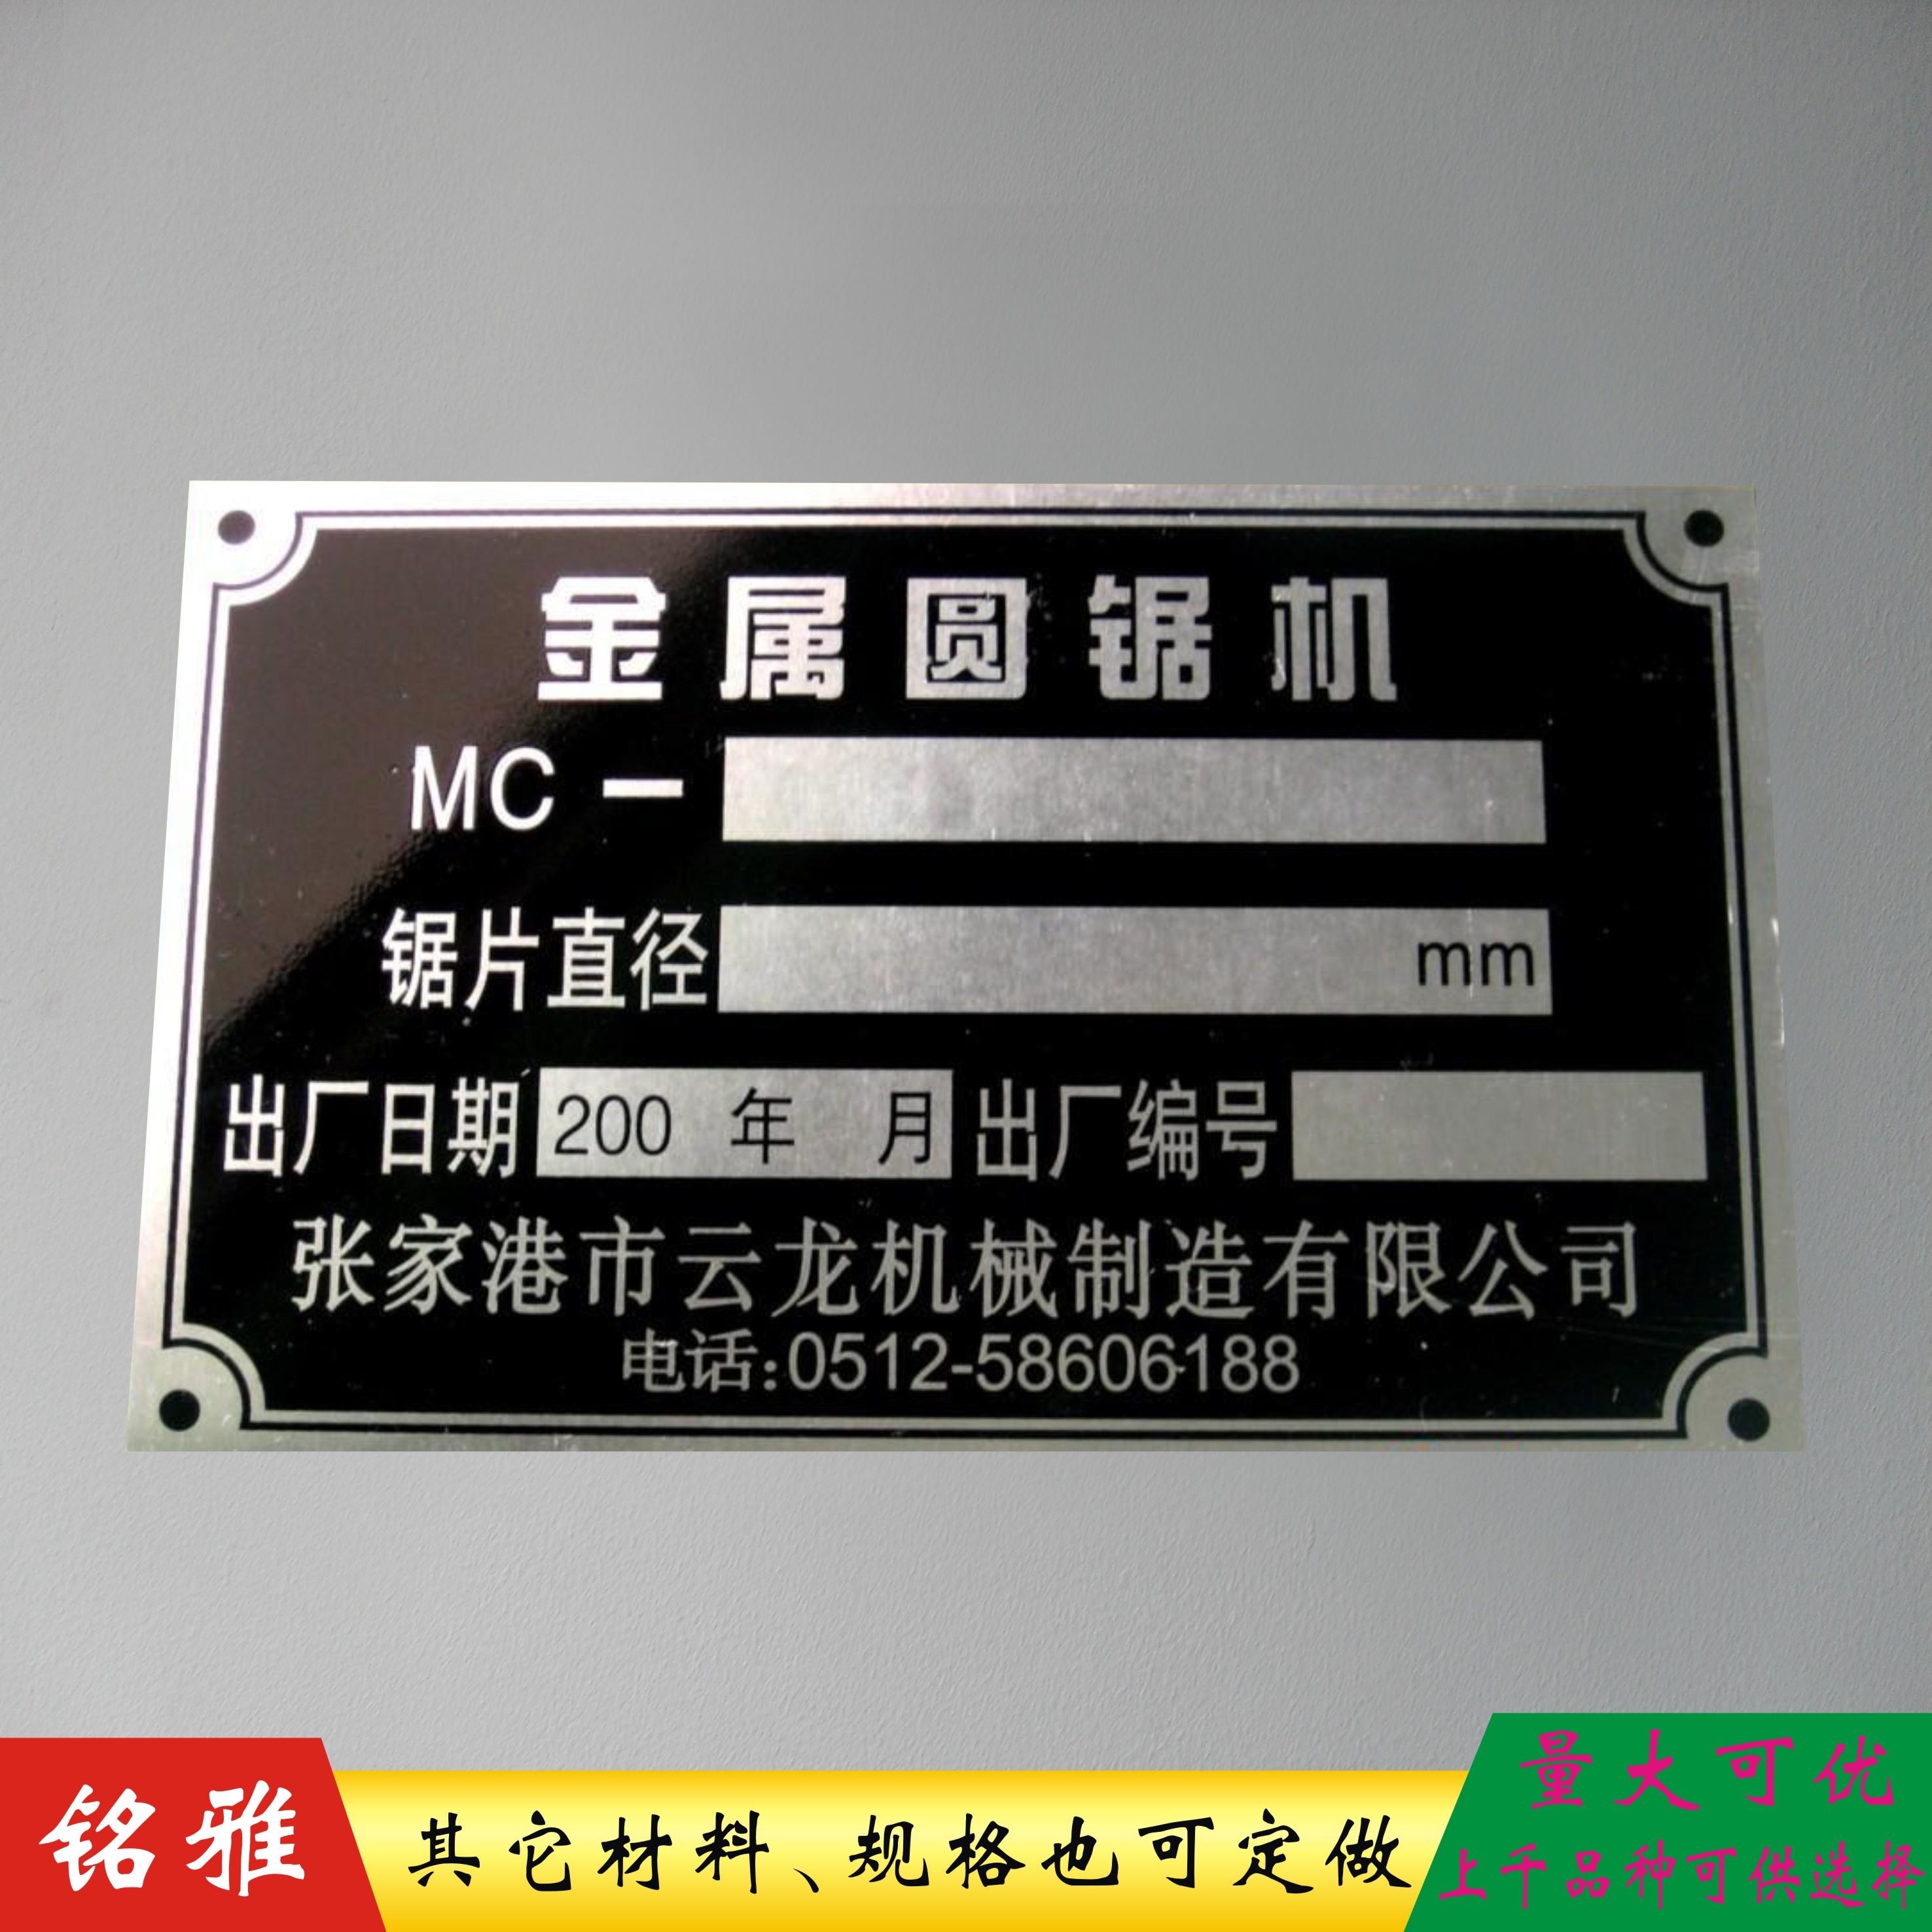 金属圆锯机
MC-
锯片直径 mm
出厂日期 200 年 月 出厂编号
张家港市云龙机械制造有限公司
电话:0512-58606188
铭雅
其它材料、规格也可定做
量大可优
上千品种可供选择